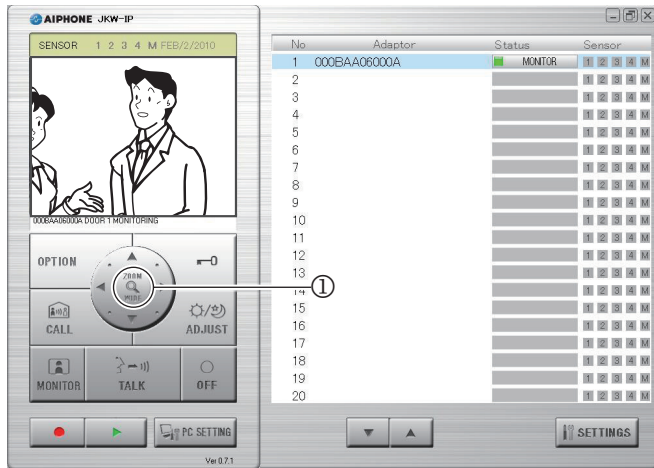 AIPHONE JKW-IP
SENSOR 1 2 3 4 M FEB/2/2010
000BAA06000A DOOR 1 MONITORING
OPTION
ZOOM
WIDE
CALL
ADJUST
MONITOR
TALK
OFF
PC SETTING
Ver 0.7.1
No Adaptor Status Sensor
1 000BAA06000A MONITOR 1 2 3 4 M
2 1 2 3 4 M
3 1 2 3 4 M
4 1 2 3 4 M
5 1 2 3 4 M
6 1 2 3 4 M
7 1 2 3 4 M
8 1 2 3 4 M
9 1 2 3 4 M
10 1 2 3 4 M
11 1 2 3 4 M
12 1 2 3 4 M
13 1 2 3 4 M
14 1 2 3 4 M
15 1 2 3 4 M
16 1 2 3 4 M
17 1 2 3 4 M
18 1 2 3 4 M
19 1 2 3 4 M
20 1 2 3 4 M
①
SETTINGS